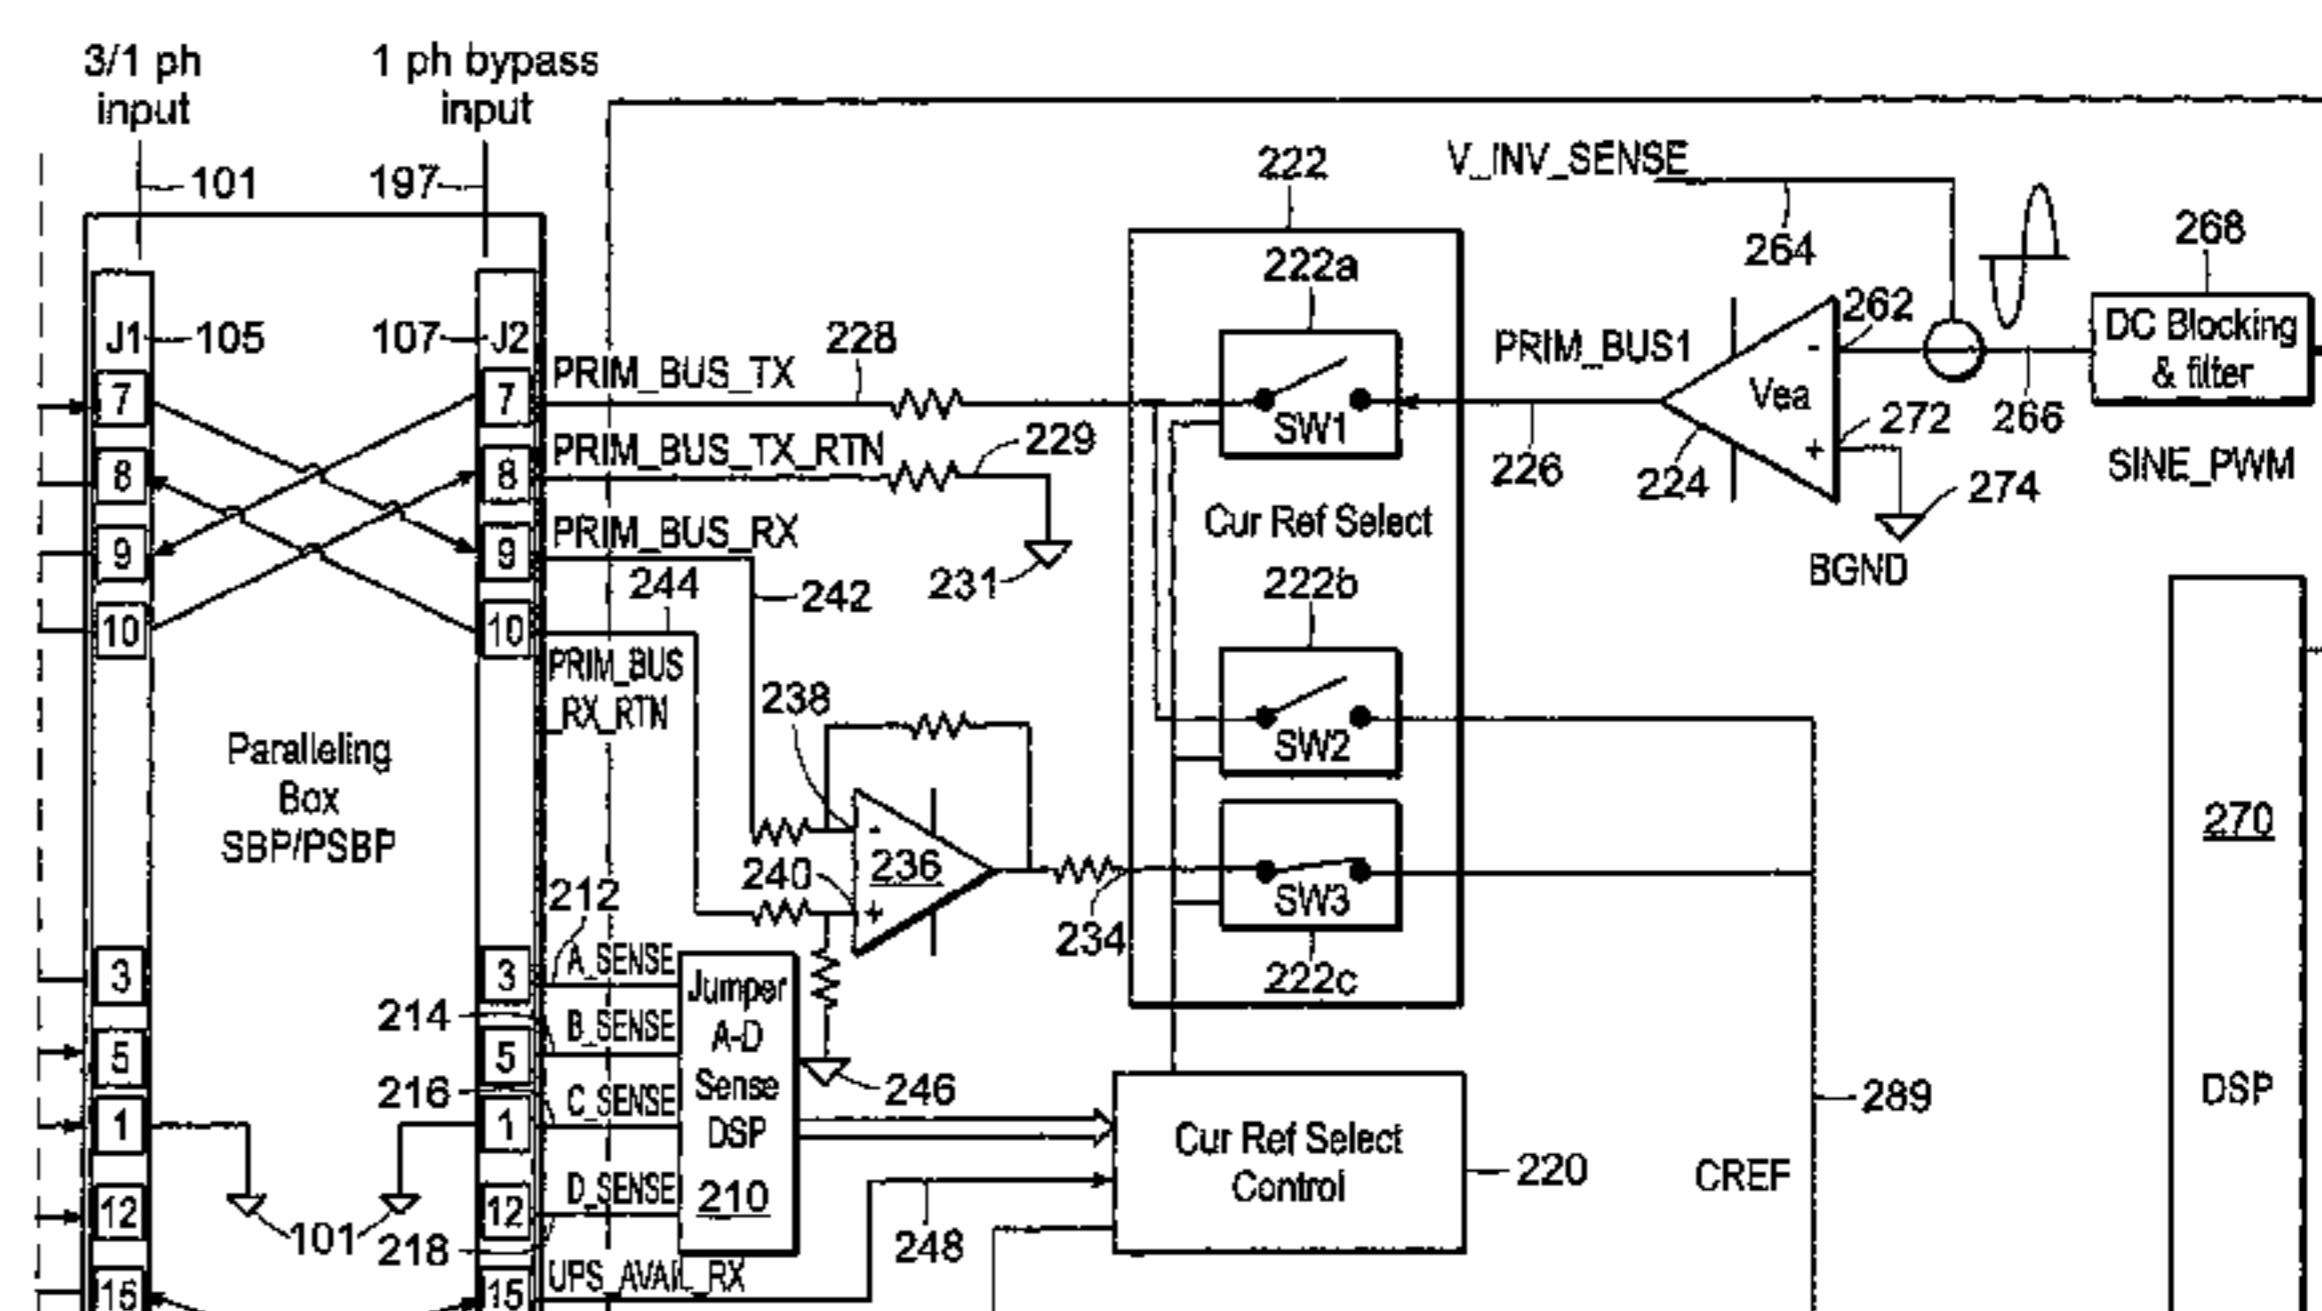 3/1 ph
input
1 ph bypass
input
101
197
222
V_INV_SENSE
264
268
222a
J1
105
107
J2
PRIM_BUS_TX
228
PRIM_BUS1
262
-
Vea
DC Blocking
& filter
7
7
SW1
226
224
+
272
266
SINE_PWM
274
BGND
8
8
PRIM_BUS_TX_RTN
229
9
9
PRIM_BUS_RX
231
Cur Ref Select
10
10
244
242
222b
PRIM_BUS
_RX_RTN
238
SW2
Paralleling
Box
SBP/PSBP
-
236
240
+
234
SW3
222c
270
DSP
212
3
3
A_SENSE
214
B_SENSE
5
5
216
C_SENSE
1
1
D_SENSE
12
12
101
218
Jumper
A-D
Sense
DSP
210
246
Cur Ref Select
Control
220
248
CREF
289
UPS_AVAIL_RX
16
15